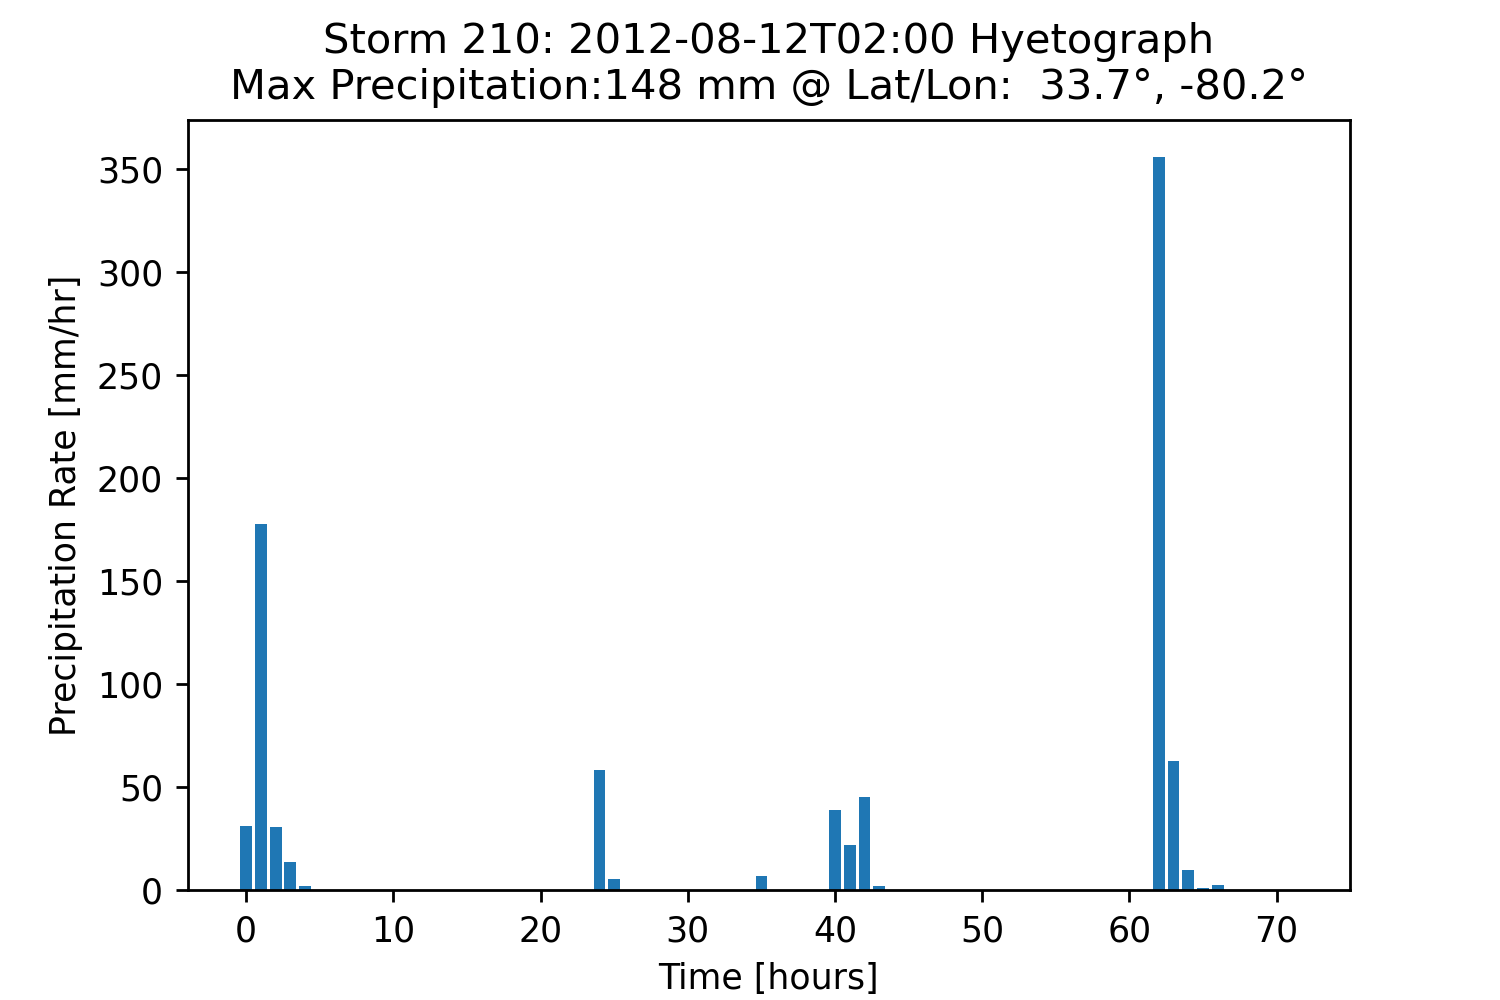 Storm 210: 2012-08-12T02:00 Hyetograph
Max Precipitation:148 mm @ Lat/Lon:  33.7°, -80.2°
Precipitation Rate [mm/hr]
350
300
250
200
150
100
50
0
0 10 20 30 40 50 60 70
Time [hours]